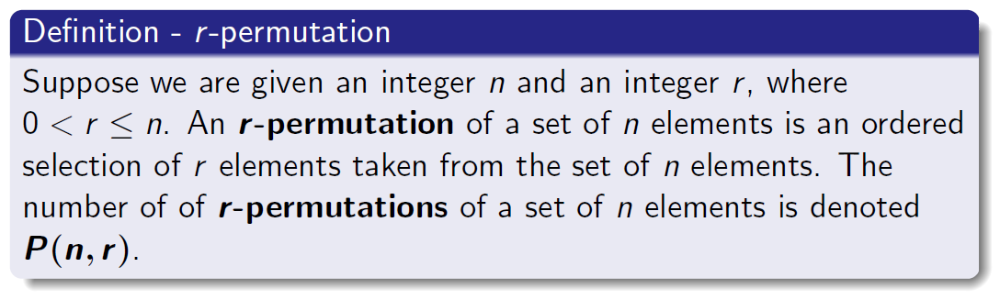 Definition - r-permutation
Suppose we are given an integer n and an integer r, where
0 < r ≤ n. An r-permutation of a set of n elements is an ordered
selection of r elements taken from the set of n elements. The
number of of r-permutations of a set of n elements is denoted
P(n, r).